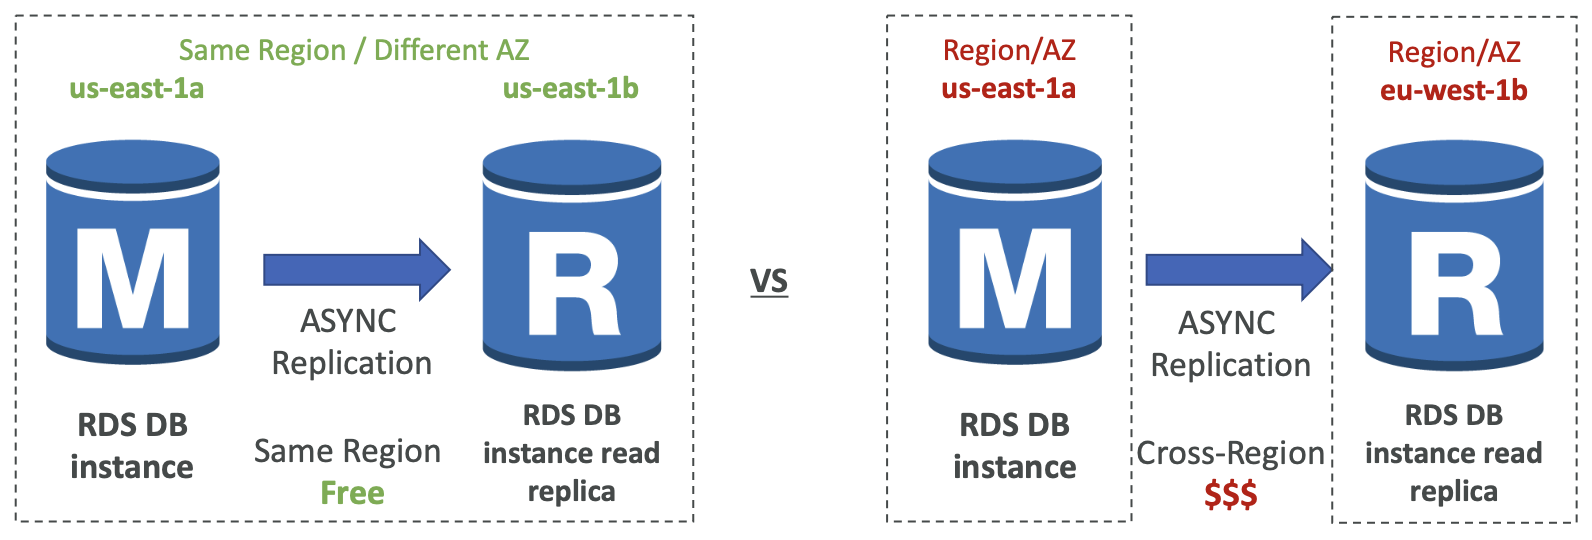 Same Region / Different AZ
us-east-1a
us-east-1b
M
R
ASYNC
Replication
RDS DB
instance
Same Region
Free
RDS DB
instance read
replica
VS
Region/AZ
us-east-1a
M
RDS DB
instance
ASYNC
Replication
Cross-Region
$$$
Region/AZ
eu-west-1b
R
RDS DB
instance read
replica